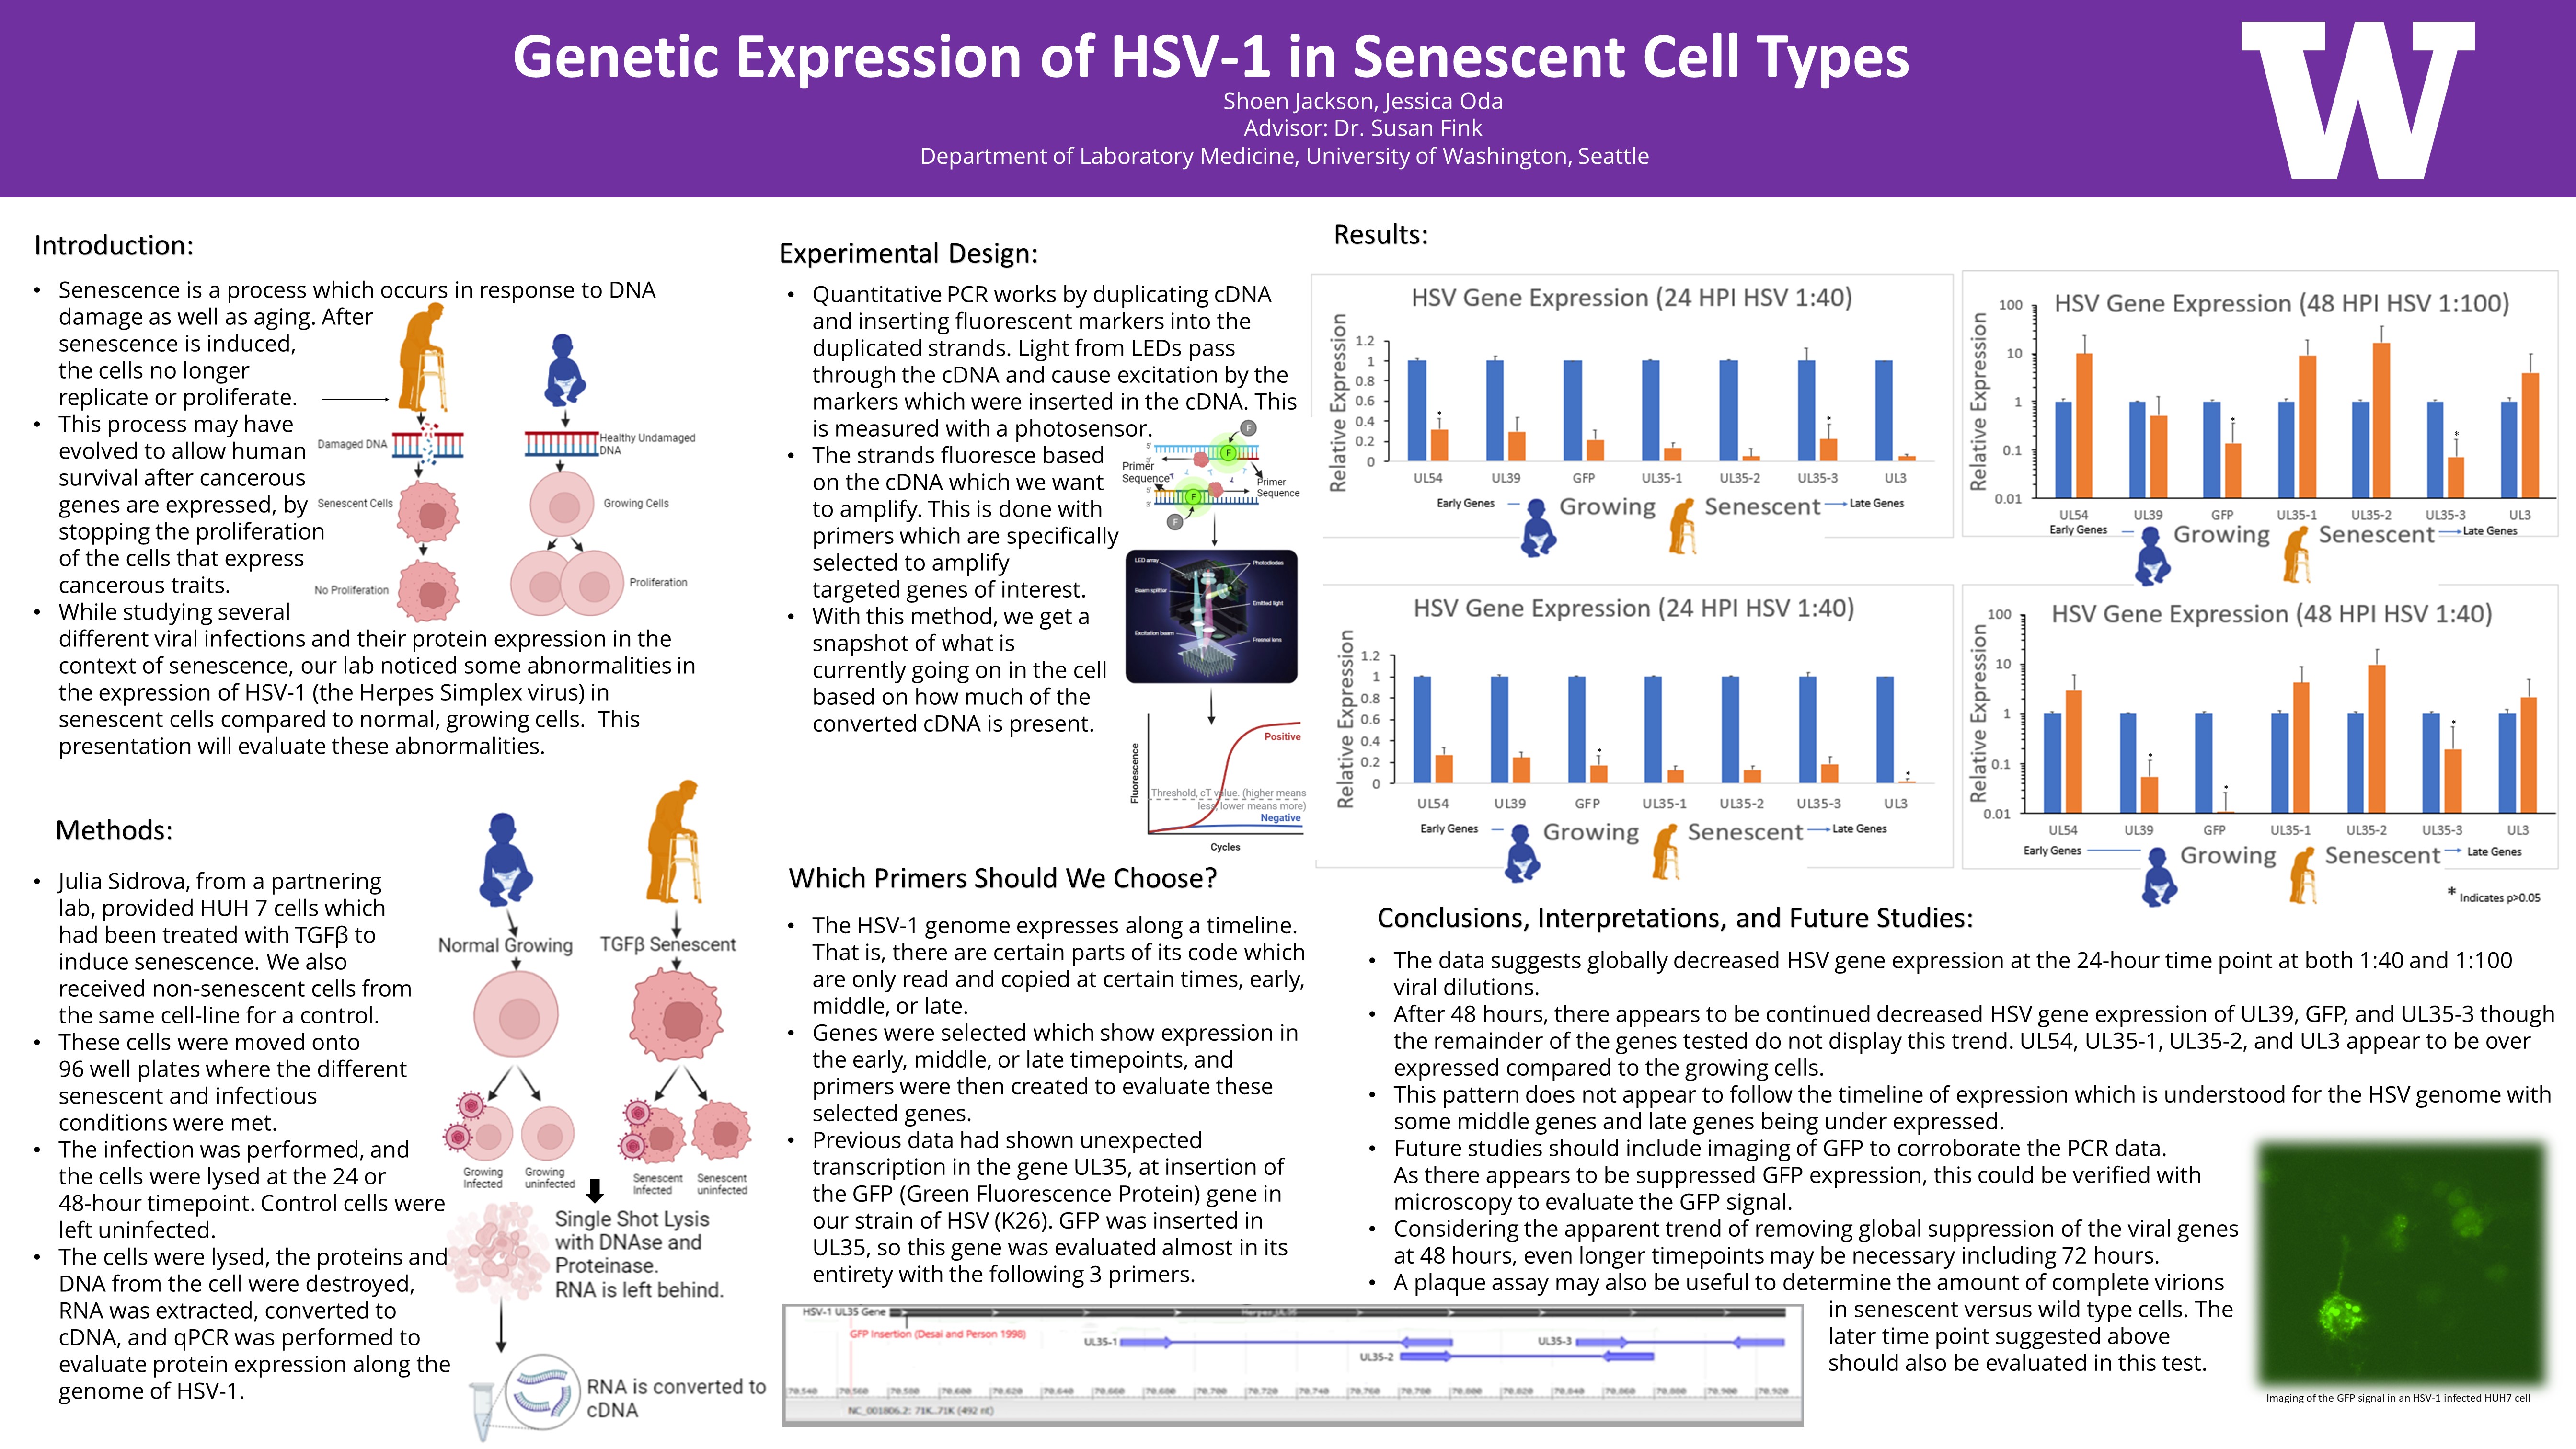 Genetic Expression of HSV-1 in Senescent Cell Types
Shoen Jackson, Jessica Oda
Advisor: Dr. Susan Fink
Department of Laboratory Medicine, University of Washington, Seattle
W
Introduction:
• Senescence is a process which occurs in response to DNA
damage as well as aging. After
senescence is induced,
the cells no longer
replicate or proliferate.
• This process may have
evolved to allow human
survival after cancerous
genes are expressed, by
stopping the proliferation
of the cells that express
cancerous traits.
• While studying several
different viral infections and their protein expression in the
context of senescence, our lab noticed some abnormalities in
the expression of HSV-1 (the Herpes Simplex virus) in
senescent cells compared to normal, growing cells.  This
presentation will evaluate these abnormalities.
Damaged DNA
Healthy Undamaged
DNA
Senescent Cells
Growing Cells
No Proliferation
Proliferation
Methods:
• Julia Sidrova, from a partnering
lab, provided HUH 7 cells which
had been treated with TGFβ to
induce senescence. We also
received non-senescent cells from
the same cell-line for a control.
• These cells were moved onto
96 well plates where the different
senescent and infectious
conditions were met.
• The infection was performed, and
the cells were lysed at the 24 or
48-hour timepoint. Control cells were
left uninfected.
• The cells were lysed, the proteins and
DNA from the cell were destroyed,
RNA was extracted, converted to
cDNA, and qPCR was performed to
evaluate protein expression along the
genome of HSV-1.
Normal Growing
TGFβ Senescent
Growing
Infected
Growing
uninfected
Senescent
Infected
Senescent
uninfected
Single Shot Lysis
with DNAse and
Proteinase.
RNA is left behind.
RNA is converted to
cDNA
Experimental Design:
• Quantitative PCR works by duplicating cDNA
and inserting fluorescent markers into the
duplicated strands. Light from LEDs pass
through the cDNA and cause excitation by the
markers which were inserted in the cDNA. This
is measured with a photosensor.
• The strands fluoresce based
on the cDNA which we want
to amplify. This is done with
primers which are specifically
selected to amplify
targeted genes of interest.
• With this method, we get a
snapshot of what is
currently going on in the cell
based on how much of the
converted cDNA is present.
F
5'
F
3'
Primer
Sequence
Primer
Sequence
5'
F
3'
F
LED array
Photodiodes
Beam splitter
Emitted light
Excitation beam
Fresnel lens
Fluorescence
Positive
Threshold, cT value. (higher means
less, lower means more)
Negative
Cycles
Which Primers Should We Choose?
• The HSV-1 genome expresses along a timeline.
That is, there are certain parts of its code which
are only read and copied at certain times, early,
middle, or late.
• Genes were selected which show expression in
the early, middle, or late timepoints, and
primers were then created to evaluate these
selected genes.
• Previous data had shown unexpected
transcription in the gene UL35, at insertion of
the GFP (Green Fluorescence Protein) gene in
our strain of HSV (K26). GFP was inserted in
UL35, so this gene was evaluated almost in its
entirety with the following 3 primers.
HSV-1 UL35 Gene
GFP Insertion (Desai and Person 1998)
UL35-1
UL35-3
UL35-2
70,540 70,560 70,580 70,600 70,620 70,640 70,660 70,680 70,700 70,720 70,740 70,760 70,780 70,800 70,820 70,840 70,860 70,880 70,900 70,920
NC_001806.2: 71K..71K (492 nt)
Results:
HSV Gene Expression (24 HPI HSV 1:40)
Relative Expression
1.2
1
0.8
0.6
0.4
0.2
0
* *
UL54 UL39 GFP UL35-1 UL35-2 UL35-3 UL3
Early Genes Growing Senescent Late Genes
HSV Gene Expression (48 HPI HSV 1:100)
Relative Expression
100
10
1
0.1
0.01
* *
UL54 UL39 GFP UL35-1 UL35-2 UL35-3 UL3
Early Genes Growing Senescent Late Genes
HSV Gene Expression (24 HPI HSV 1:40)
Relative Expression
1.2
1
0.8
0.6
0.4
0.2
0
* *
UL54 UL39 GFP UL35-1 UL35-2 UL35-3 UL3
Early Genes Growing Senescent Late Genes
HSV Gene Expression (48 HPI HSV 1:40)
Relative Expression
100
10
1
0.1
0.01
* * *
UL54 UL39 GFP UL35-1 UL35-2 UL35-3 UL3
Early Genes Growing Senescent Late Genes
* Indicates p>0.05
Conclusions, Interpretations, and Future Studies:
• The data suggests globally decreased HSV gene expression at the 24-hour time point at both 1:40 and 1:100
viral dilutions.
• After 48 hours, there appears to be continued decreased HSV gene expression of UL39, GFP, and UL35-3 though
the remainder of the genes tested do not display this trend. UL54, UL35-1, UL35-2, and UL3 appear to be over
expressed compared to the growing cells.
• This pattern does not appear to follow the timeline of expression which is understood for the HSV genome with
some middle genes and late genes being under expressed.
• Future studies should include imaging of GFP to corroborate the PCR data.
As there appears to be suppressed GFP expression, this could be verified with
microscopy to evaluate the GFP signal.
• Considering the apparent trend of removing global suppression of the viral genes
at 48 hours, even longer timepoints may be necessary including 72 hours.
• A plaque assay may also be useful to determine the amount of complete virions
in senescent versus wild type cells. The
later time point suggested above
should also be evaluated in this test.
Imaging of the GFP signal in an HSV-1 infected HUH7 cell